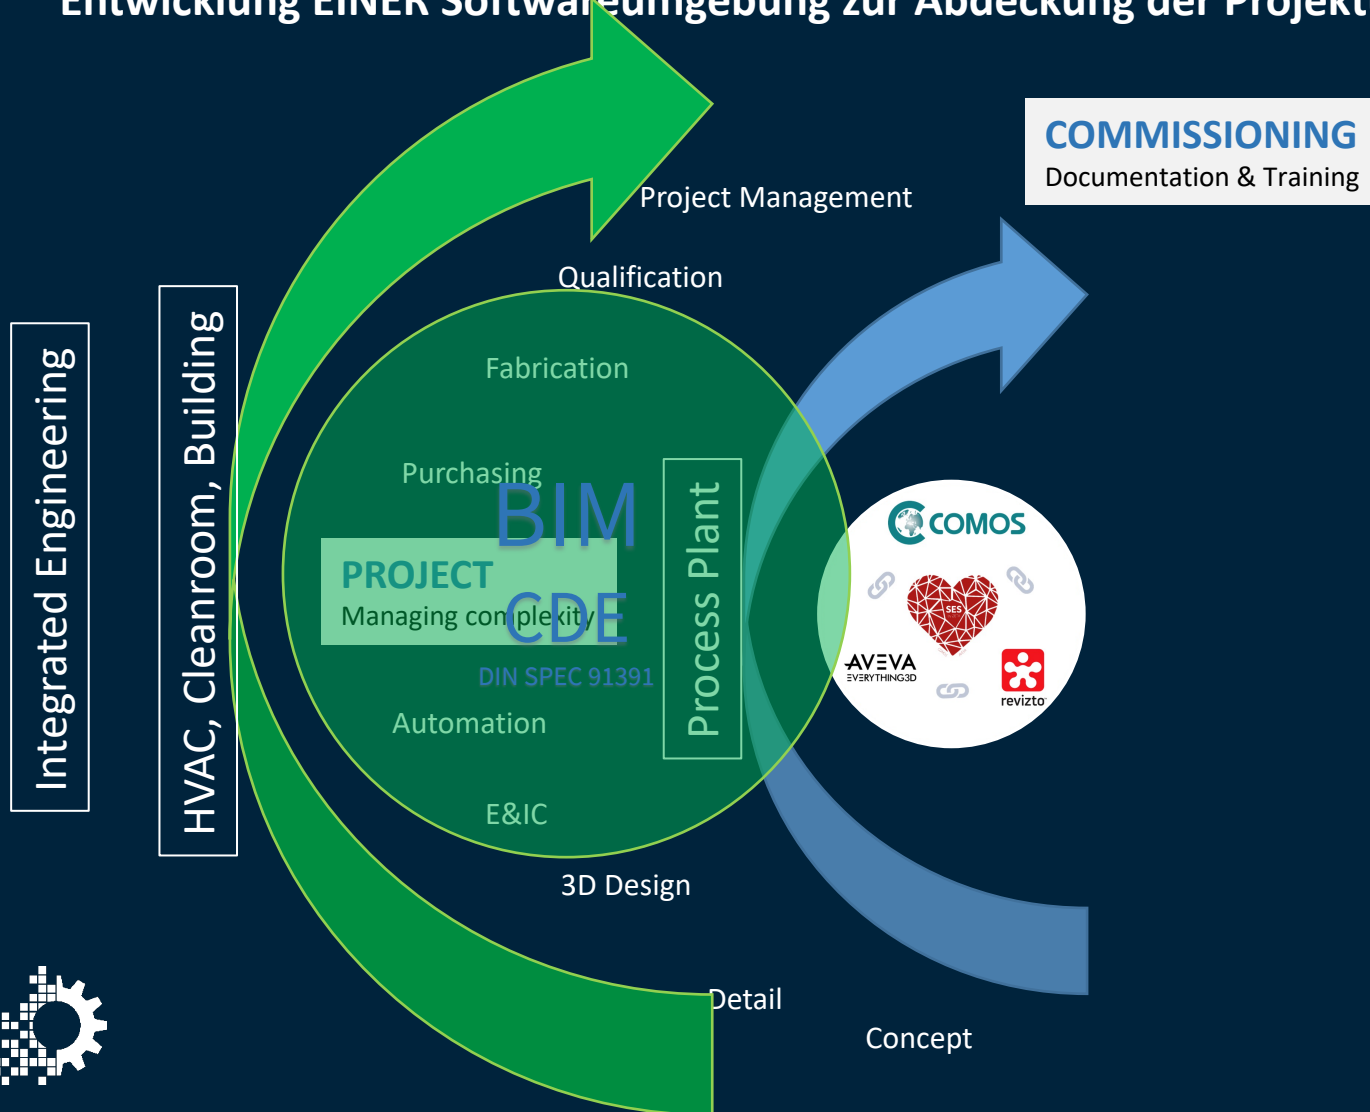 Entwicklung EINER Softwareumgebung zur Abdeckung der Projekt
COMMISSIONING
Documentation & Training
Project Management
Qualification
Fabrication
Purchasing
BIM
PROJECT
Managing complexity
CDE
DIN SPEC 91391
Automation
E&IC
3D Design
Detail
Concept
Integrated Engineering
HVAC, Cleanroom, Building
Process Plant
COMOS
SES
AVEVA
EVERYTHING3D
revizto